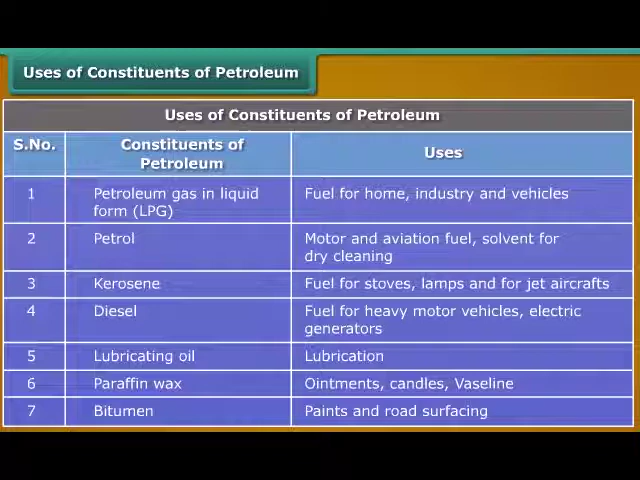 Uses of Constituents of Petroleum
Uses of Constituents of Petroleum
S.No.
Constituents of
Petroleum
Uses
1
Petroleum gas in liquid
form (LPG)
Fuel for home, industry and vehicles
2
Petrol
Motor and aviation fuel, solvent for
dry cleaning
3
Kerosene
Fuel for stoves, lamps and for jet aircrafts
4
Diesel
Fuel for heavy motor vehicles, electric
generators
5
Lubricating oil
Lubrication
6
Paraffin wax
Ointments, candles, Vaseline
7
Bitumen
Paints and road surfacing